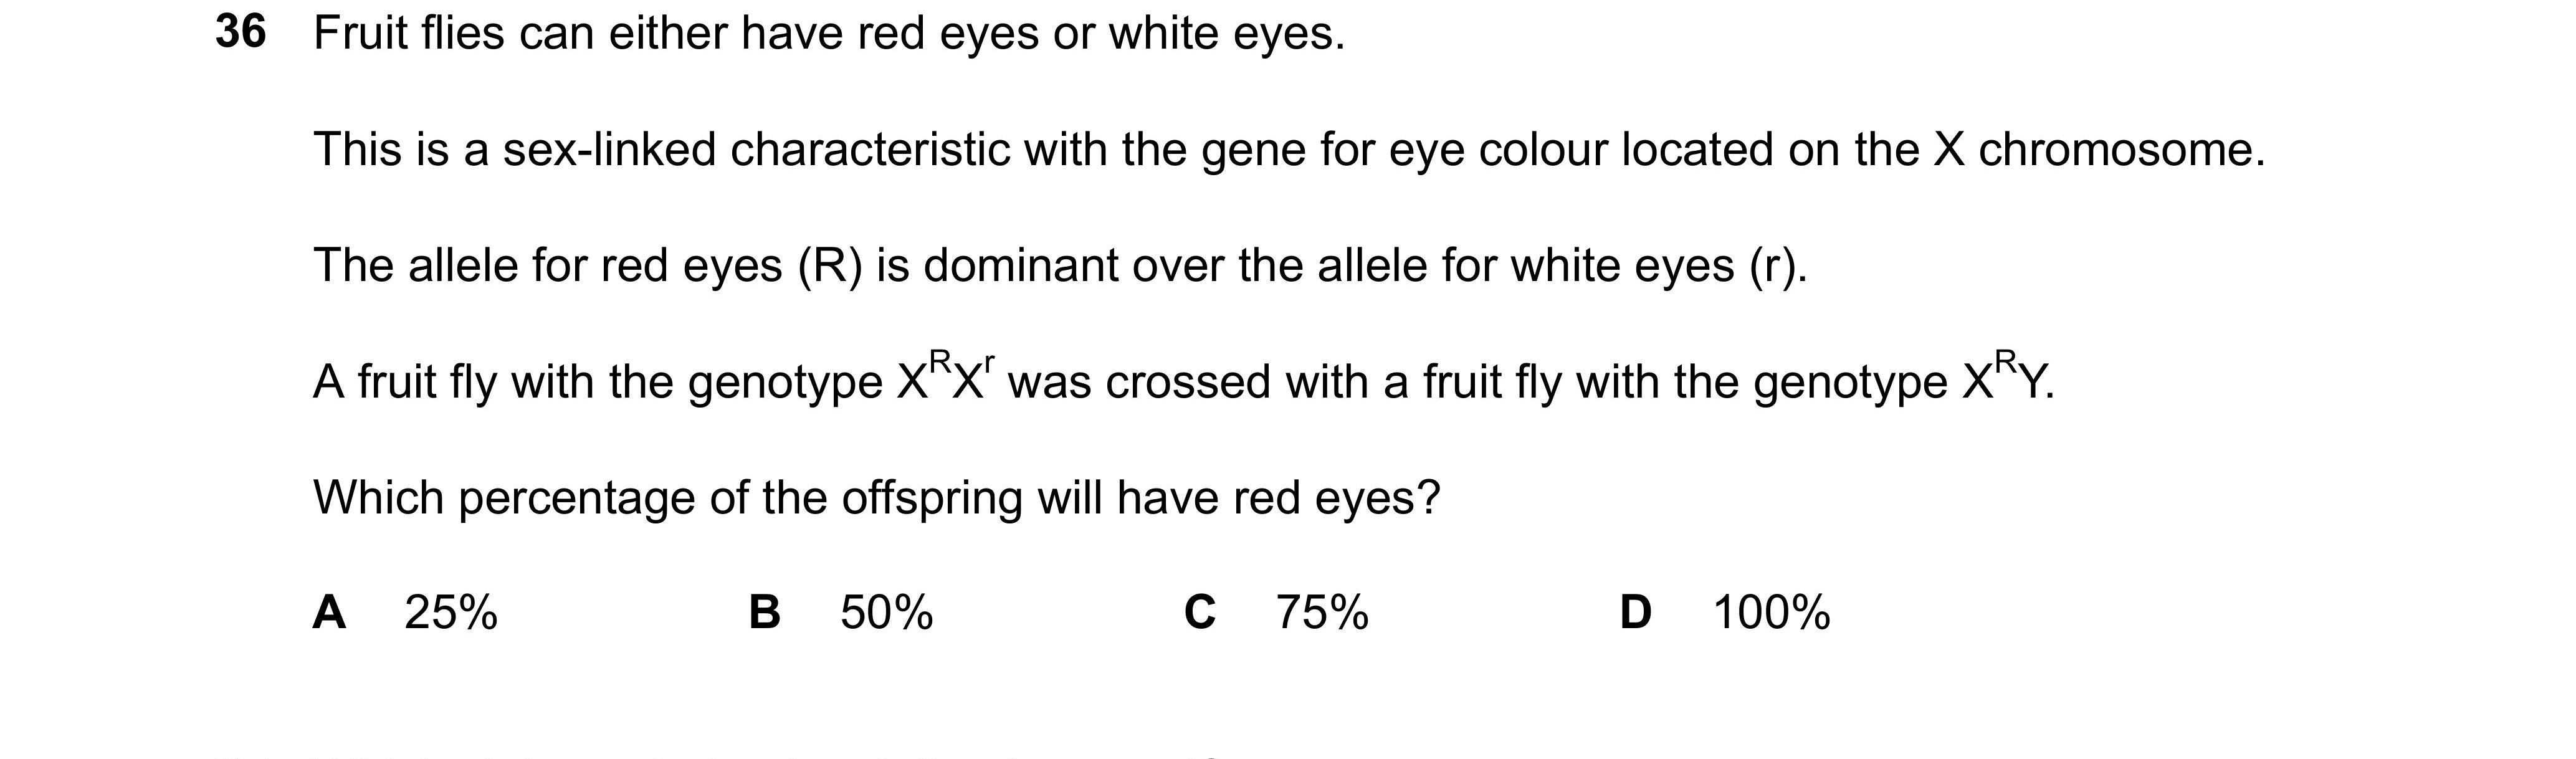 36 Fruit flies can either have red eyes or white eyes.
This is a sex-linked characteristic with the gene for eye colour located on the X chromosome.
The allele for red eyes (R) is dominant over the allele for white eyes (r).
A fruit fly with the genotype XᴿXʳ was crossed with a fruit fly with the genotype XᴿY.
Which percentage of the offspring will have red eyes?
A 25% B 50% C 75% D 100%